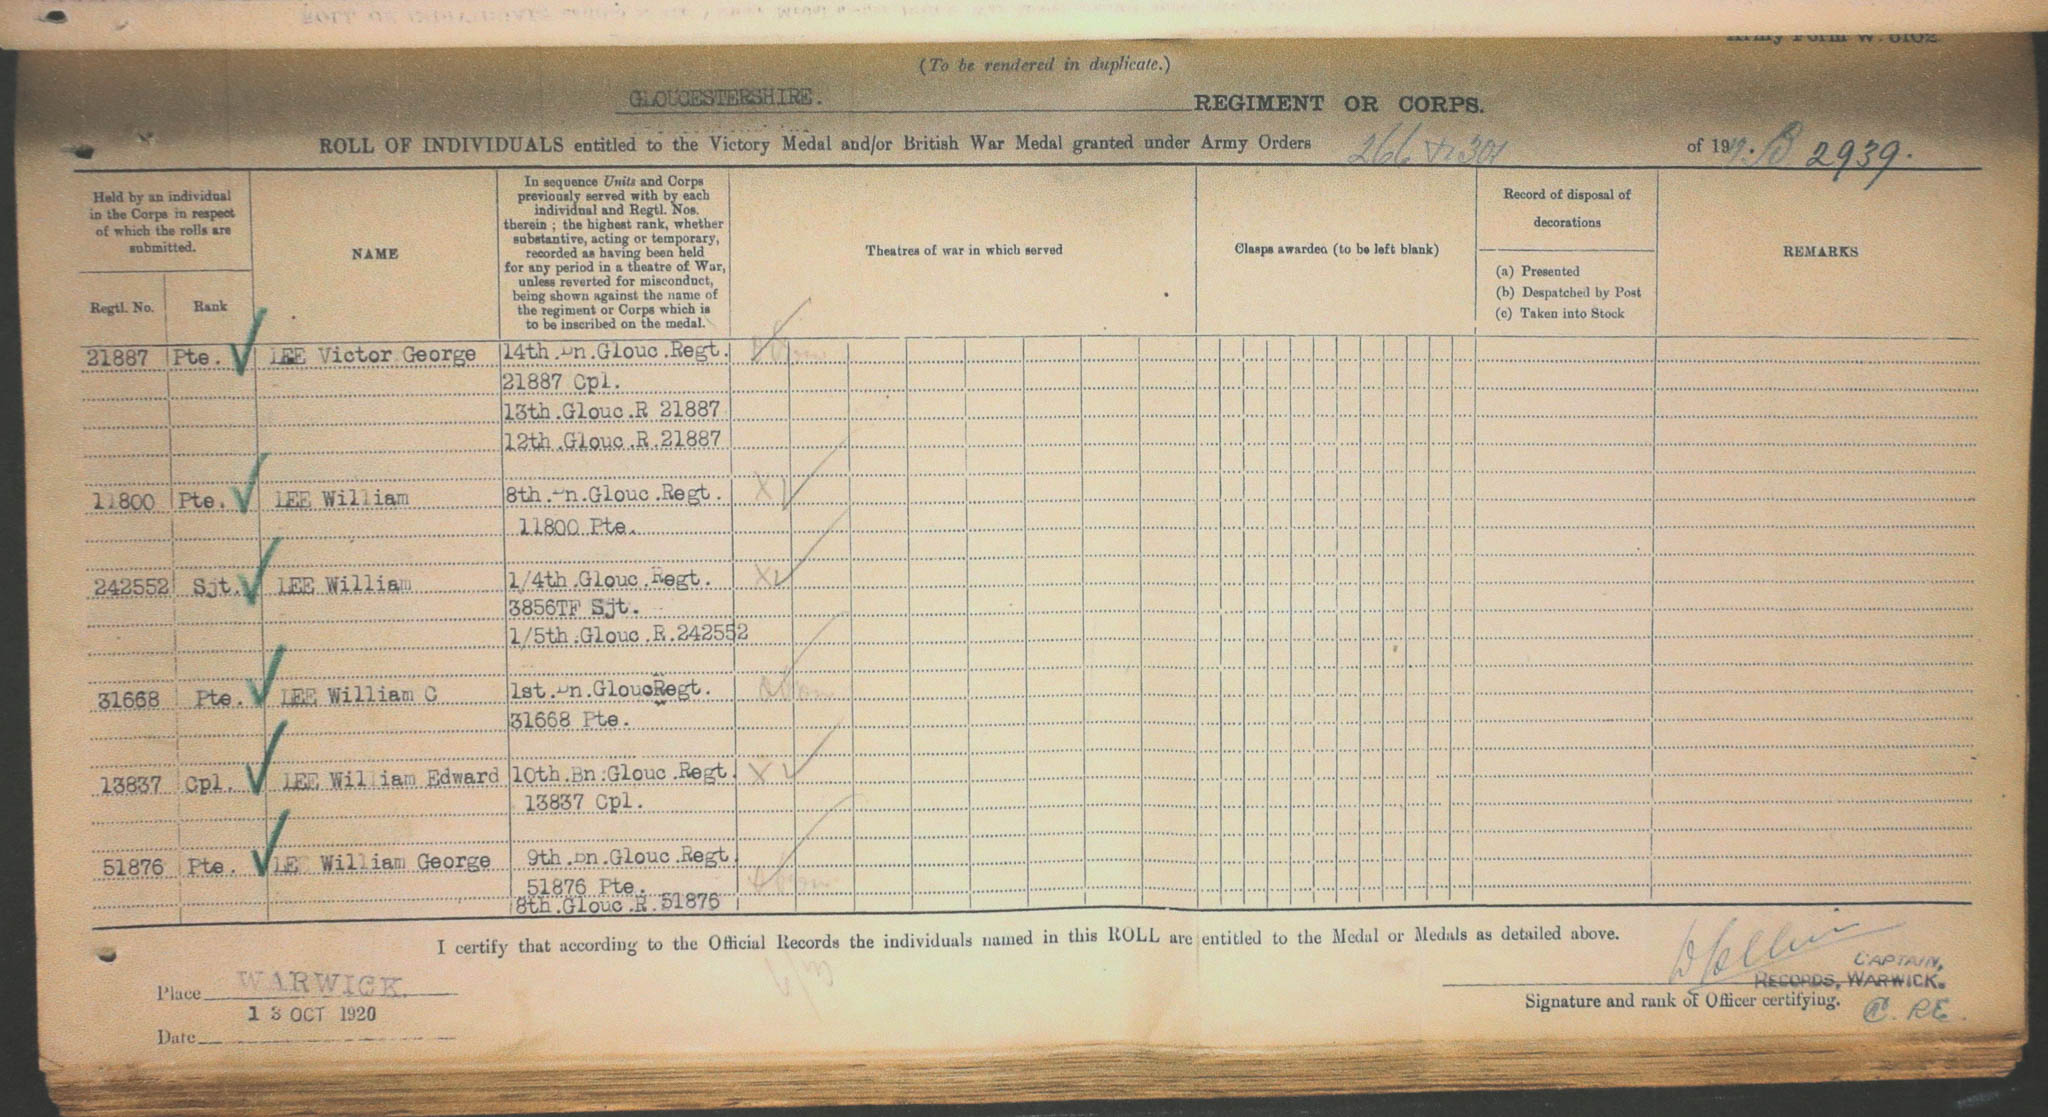 Army Form W. 5102
(To be rendered in duplicate.)
GLOUCESTERSHIRE. REGIMENT OR CORPS.
ROLL OF INDIVIDUALS entitled to the Victory Medal and/or British War Medal granted under Army Orders 266 & 301 of 1919. B 2939.
Held by an individual
in the Corps in respect
of which the rolls are
submitted.
Regtl. No.
Rank
NAME
In sequence Units and Corps
previously served with by each
individual and Regtl. Nos.
therein ; the highest rank, whether
substantive, acting or temporary,
recorded as having been held
for any period in a theatre of War,
unless reverted for misconduct,
being shown against the name of
the regiment or Corps which is
to be inscribed on the medal.
Theatres of war in which served
Clasps awarded (to be left blank)
Record of disposal of
decorations
(a) Presented
(b) Despatched by Post
(c) Taken into Stock
REMARKS
21887 Pte. LEE Victor George 14th.Bn.Glouc.Regt.
21887 Cpl.
13th.Glouc.R 21887
12th.Glouc.R.21887
11800 Pte. LEE William 8th.Bn.Glouc.Regt.
11800 Pte.
242552 Sjt. LEE William 1/4th.Glouc.Regt.
3856TF Sjt.
1/5th.Glouc.R.242552
31668 Pte. LEE William C 1st.Bn.GloucRegt.
31668 Pte.
13837 Cpl. LEE William Edward 10th.Bn.Glouc.Regt.
13837 Cpl.
51876 Pte. LEE William George 9th.Bn.Glouc.Regt
51876 Pte.
8th.Glouc.R.51876
I certify that according to the Official Records the individuals named in this ROLL are entitled to the Medal or Medals as detailed above.
Place WARWICK.
CAPTAIN,
RECORDS, WARWICK.
Signature and rank of Officer certifying.
13 OCT 1920
Date